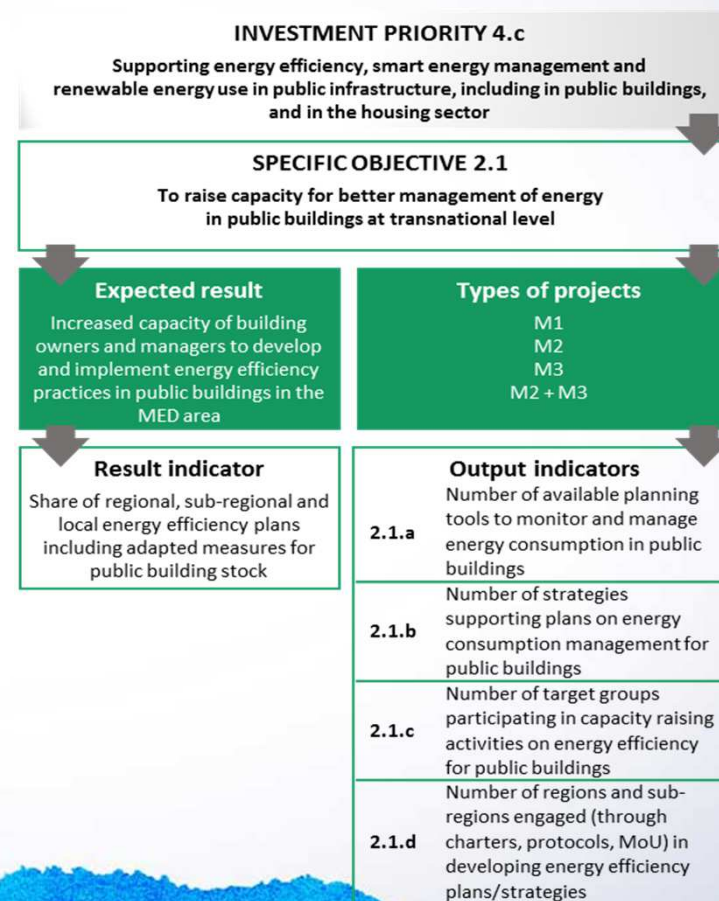 INVESTMENT PRIORITY 4.c
Supporting energy efficiency, smart energy management and
renewable energy use in public infrastructure, including in public buildings,
and in the housing sector
SPECIFIC OBJECTIVE 2.1
To raise capacity for better management of energy
in public buildings at transnational level
Expected result
Increased capacity of building
owners and managers to develop
and implement energy efficiency
practices in public buildings in the
MED area
Types of projects
M1
M2
M3
M2 + M3
Result indicator
Share of regional, sub-regional and
local energy efficiency plans
including adapted measures for
public building stock
Output indicators
2.1.a
Number of available planning
tools to monitor and manage
energy consumption in public
buildings
2.1.b
Number of strategies
supporting plans on energy
consumption management for
public buildings
2.1.c
Number of target groups
participating in capacity raising
activities on energy efficiency
for public buildings
2.1.d
Number of regions and sub-
regions engaged (through
charters, protocols, MoU) in
developing energy efficiency
plans/strategies